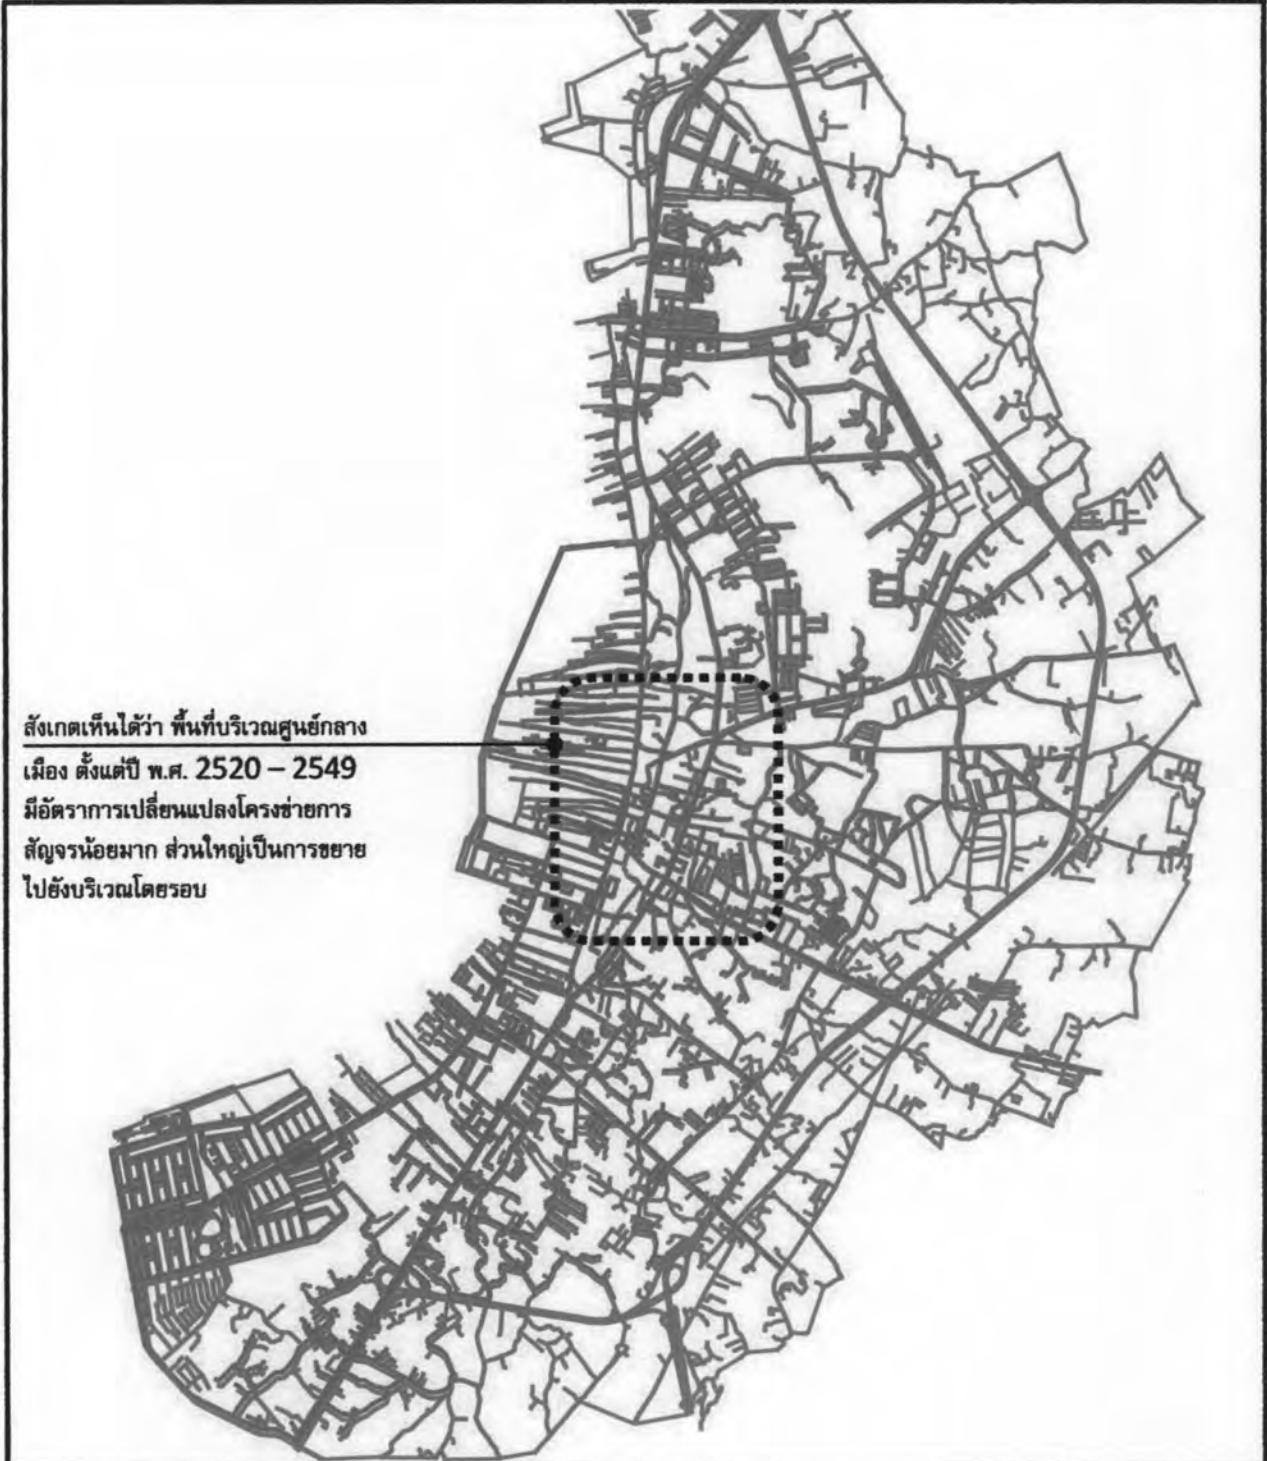 สังเกตเห็นได้ว่า พื้นที่บริเวณศูนย์กลาง
เมือง ตั้งแต่ปี พ.ศ. 2520 – 2549
มีอัตราการเปลี่ยนแปลงโครงข่ายการ
สัญจรน้อยมาก ส่วนใหญ่เป็นการขยาย
ไปยังบริเวณโดยรอบ